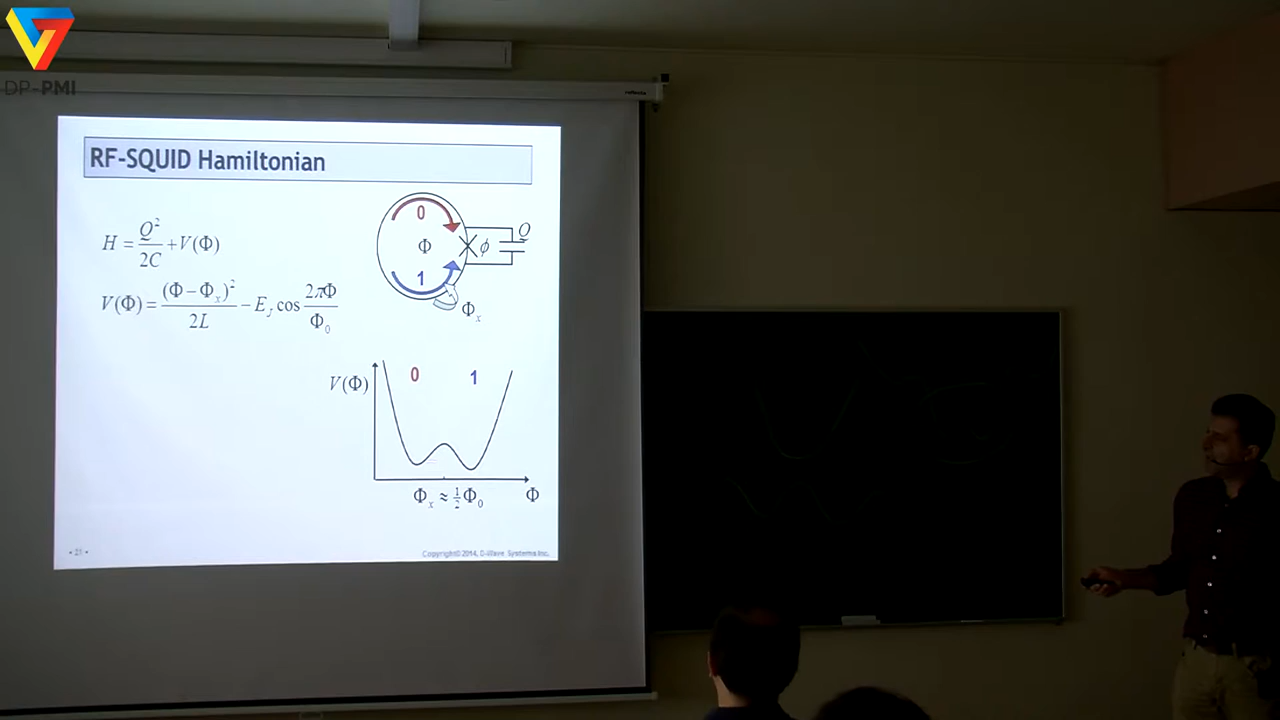 DP-PMI
RF-SQUID Hamiltonian
H = Q²/2C + V(Φ)
V(Φ) = (Φ − Φₓ)²/2L − E_J cos 2πΦ/Φ₀
0
Φ
1
ϕ
Q
Φₓ
V(Φ)
0
1
Φₓ ≈ ½Φ₀
Φ
Copyright© 2014, D-Wave Systems Inc.